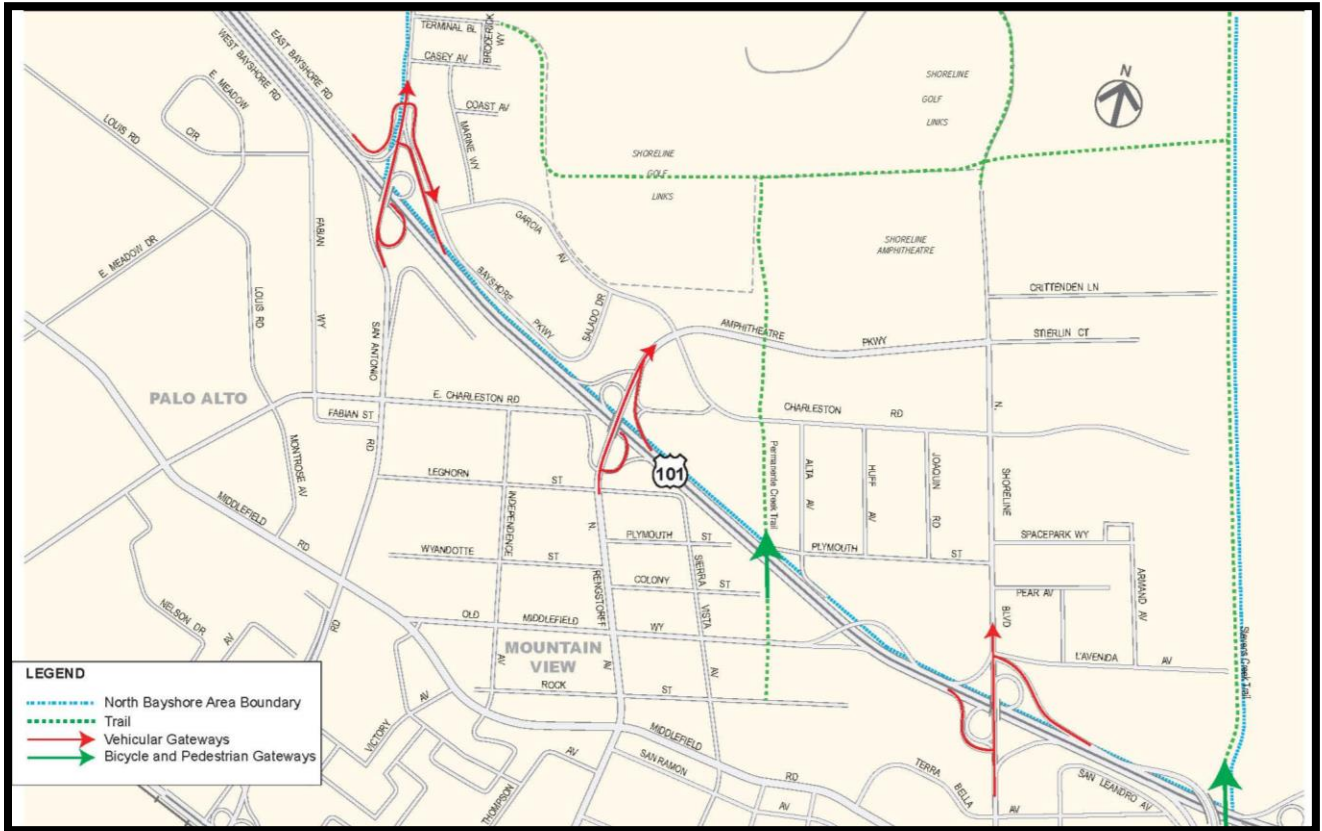 TERMINAL BL
BRODERICK
WY
CASEY AV
EAST BAYSHORE RD
WEST BAYSHORE RD
E. MEADOW
CIR.
LOUIS RD
COAST AV
MARINE WY
SHORELINE
GOLF
LINKS
N
SHORELINE
GOLF
LINKS
E. MEADOW DR
LOUIS RD
FABIAN
WY
SAN ANTONIO
RD
GARCIA
AV
BAYSHORE
PKWY
SALADO DR
SHORELINE
AMPHITHEATRE
CRITTENDEN LN
STIERLIN CT
AMPHITHEATRE
PKWY
PALO ALTO
E. CHARLESTON RD
FABIAN ST
CHARLESTON
RD
N.
SHORELINE
BLVD
MONTROSE AV
LEGHORN
ST
101
Permanente Creek Trail
ALTA
AV
HUFF
AV
JOAQUIN
RD
MIDDLEFIELD
RD
INDEPENDENCE
AV
N.
RENGSTORFF
AV
PLYMOUTH
ST
PLYMOUTH
ST
SPACEPARK WY
WYANDOTTE
ST
SIERRA
VISTA
AV
COLONY
ST
PEAR AV
ARMAND AV
NELSON DR
AV
RD
OLD
MIDDLEFIELD
WY
MOUNTAIN
VIEW
L'AVENIDA
AV
Stevens Creek Trail
ROCK
ST
VICTORY
AV
MIDDLEFIELD
RD
SAN RAMON
AV
THOMPSON
AV
TERRA
BELLA
AV
SAN LEANDRO AV
AV
LEGEND
North Bayshore Area Boundary
Trail
Vehicular Gateways
Bicycle and Pedestrian Gateways